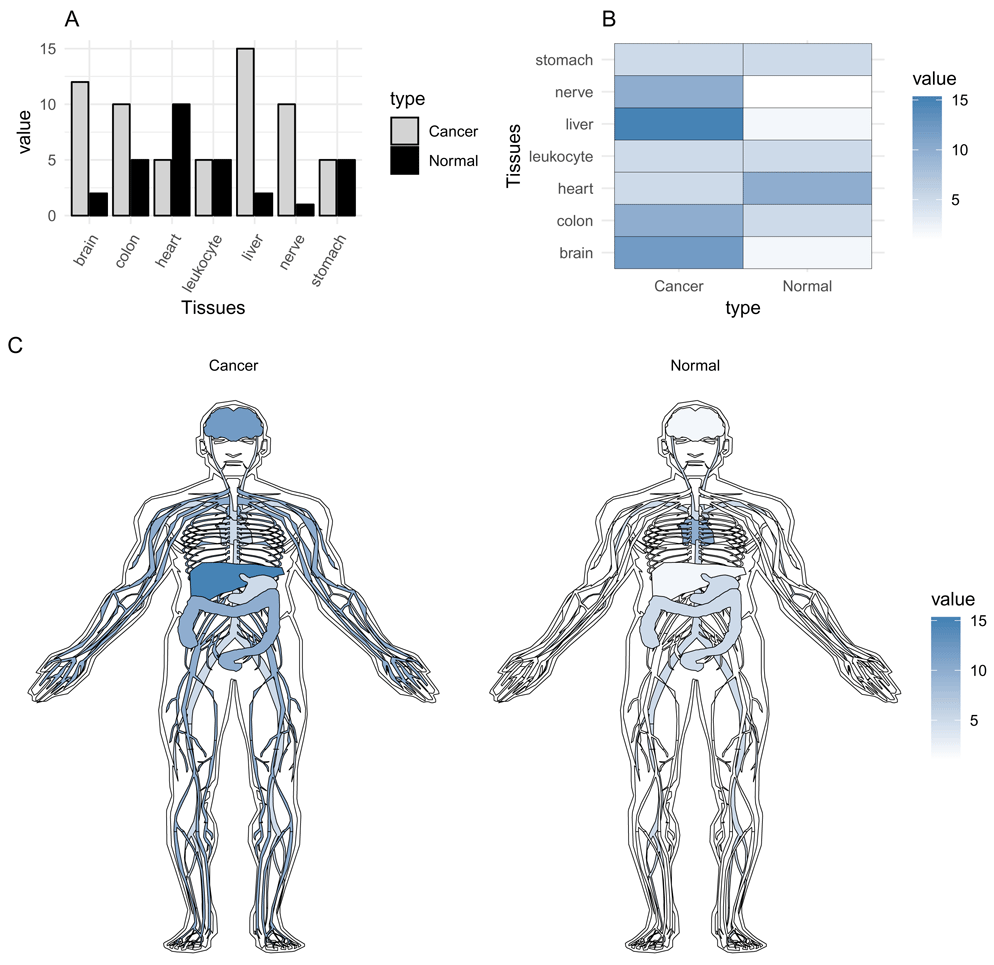 A
value
15
10
5
0
brain
colon
heart
leukocyte
liver
nerve
stomach
Tissues
type
Cancer
Normal
B
Tissues
stomach
nerve
liver
leukocyte
heart
colon
brain
Cancer Normal
type
value
15
10
5
C
Cancer
Normal
value
15
10
5